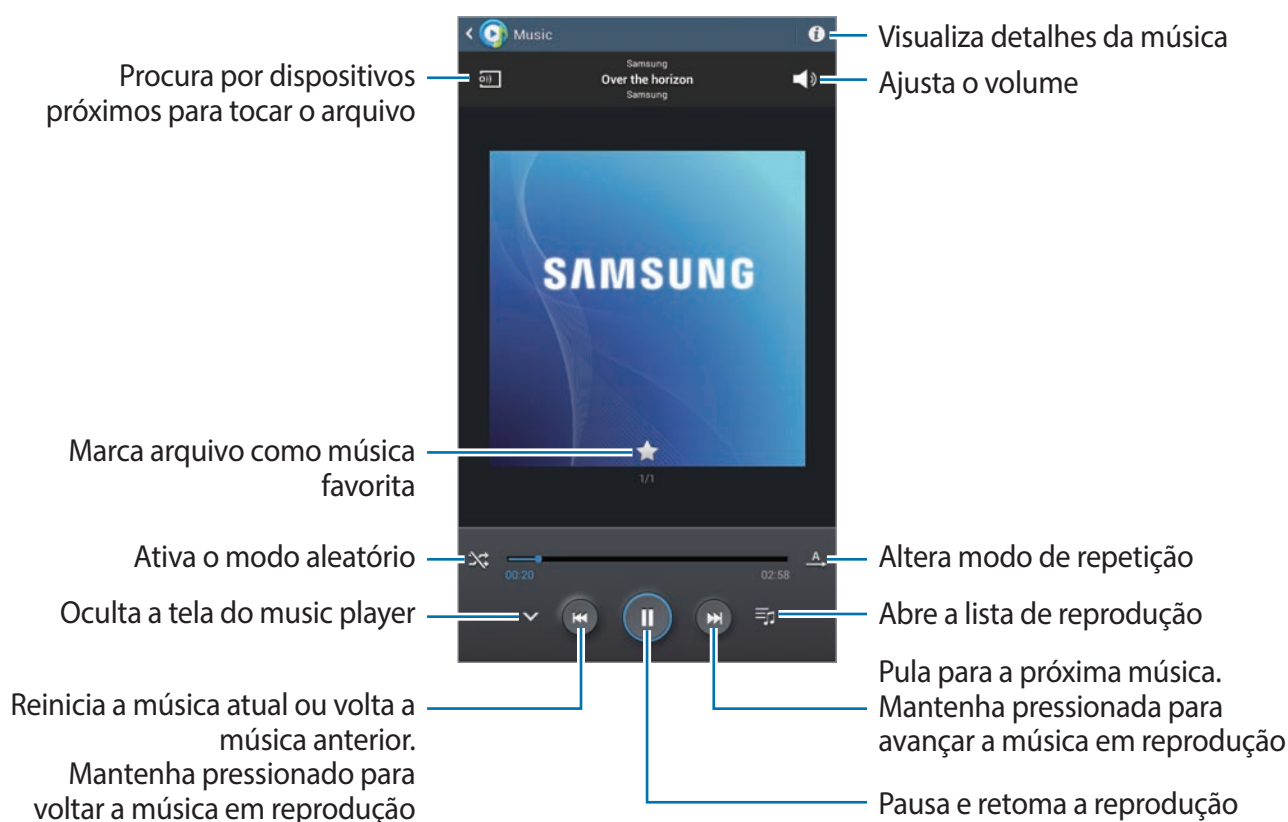 Music
Visualiza detalhes da música
Procura por dispositivos
próximos para tocar o arquivo
Samsung
Over the horizon
Samsung
Ajusta o volume
SAMSUNG
Marca arquivo como música
favorita
1/1
Ativa o modo aleatório
00:20
02:58
A
Altera modo de repetição
Oculta a tela do music player
Abre a lista de reprodução
Reinicia a música atual ou volta a
música anterior.
Mantenha pressionado para
voltar a música em reprodução
Pula para a próxima música.
Mantenha pressionada para
avançar a música em reprodução
Pausa e retoma a reprodução